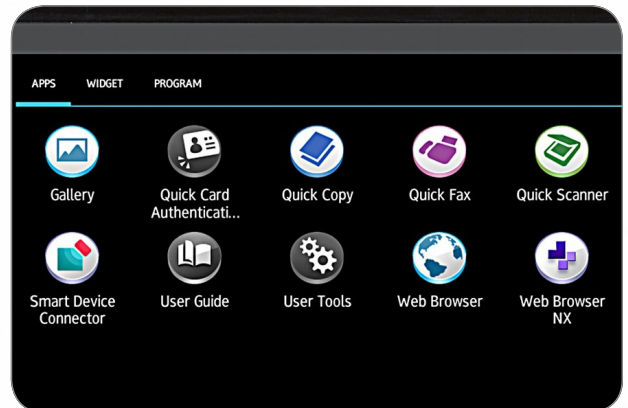 APPS WIDGET PROGRAM
Gallery
Quick Card
Authenticati...
Quick Copy
Quick Fax
Quick Scanner
Smart Device
Connector
User Guide
User Tools
Web Browser
Web Browser
NX